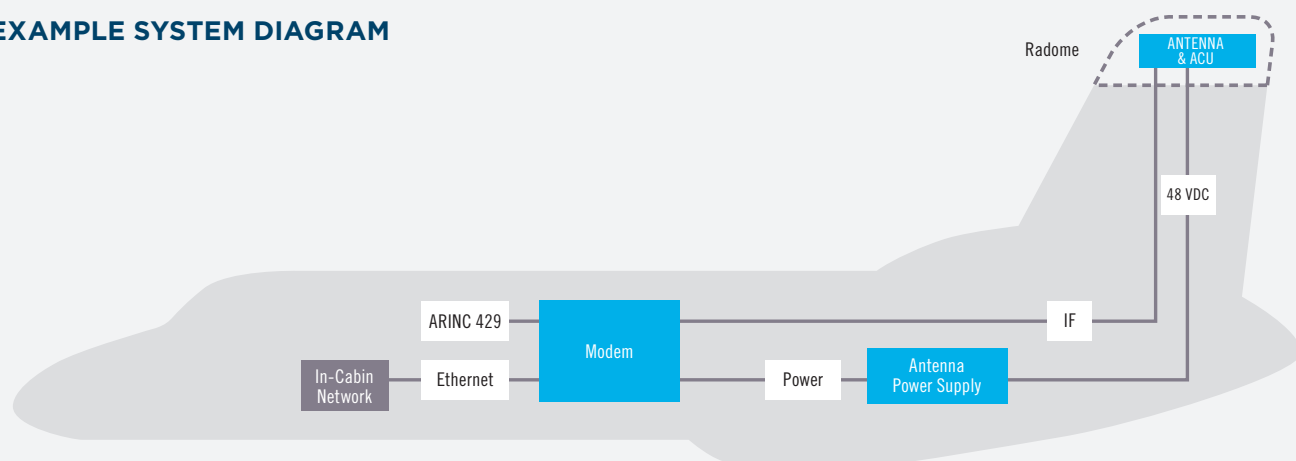 EXAMPLE SYSTEM DIAGRAM
Radome
ANTENNA
& ACU
48 VDC
ARINC 429
Modem
IF
In-Cabin
Network
Ethernet
Power
Antenna
Power Supply